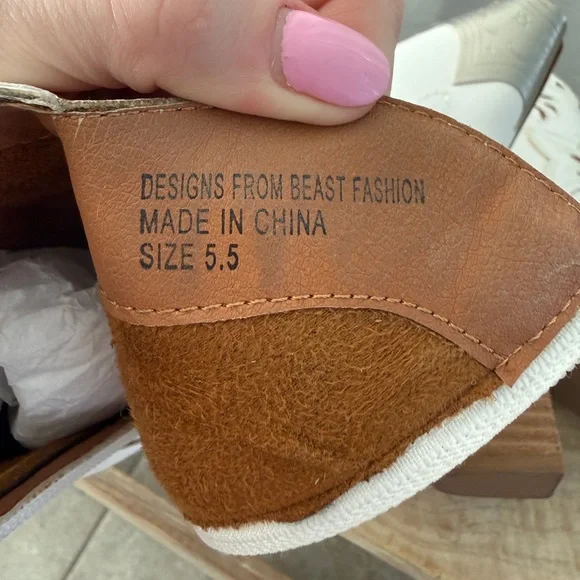 DESIGNS FROM BEAST FASHION
MADE IN CHINA
SIZE 5.5